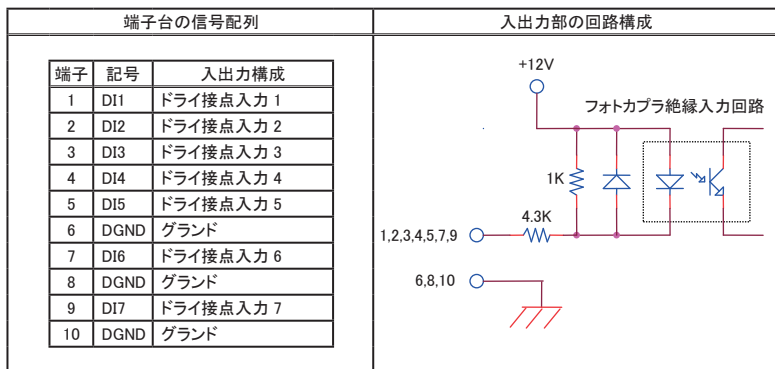 端子台の信号配列
端子 記号 入出力構成
1 DI1 ドライ接点入力 1
2 DI2 ドライ接点入力 2
3 DI3 ドライ接点入力 3
4 DI4 ドライ接点入力 4
5 DI5 ドライ接点入力 5
6 DGND グランド
7 DI6 ドライ接点入力 6
8 DGND グランド
9 DI7 ドライ接点入力 7
10 DGND グランド
入出力部の回路構成
+12V
フォトカプラ絶縁入力回路
1K
4.3K
1,2,3,4,5,7,9
6,8,10